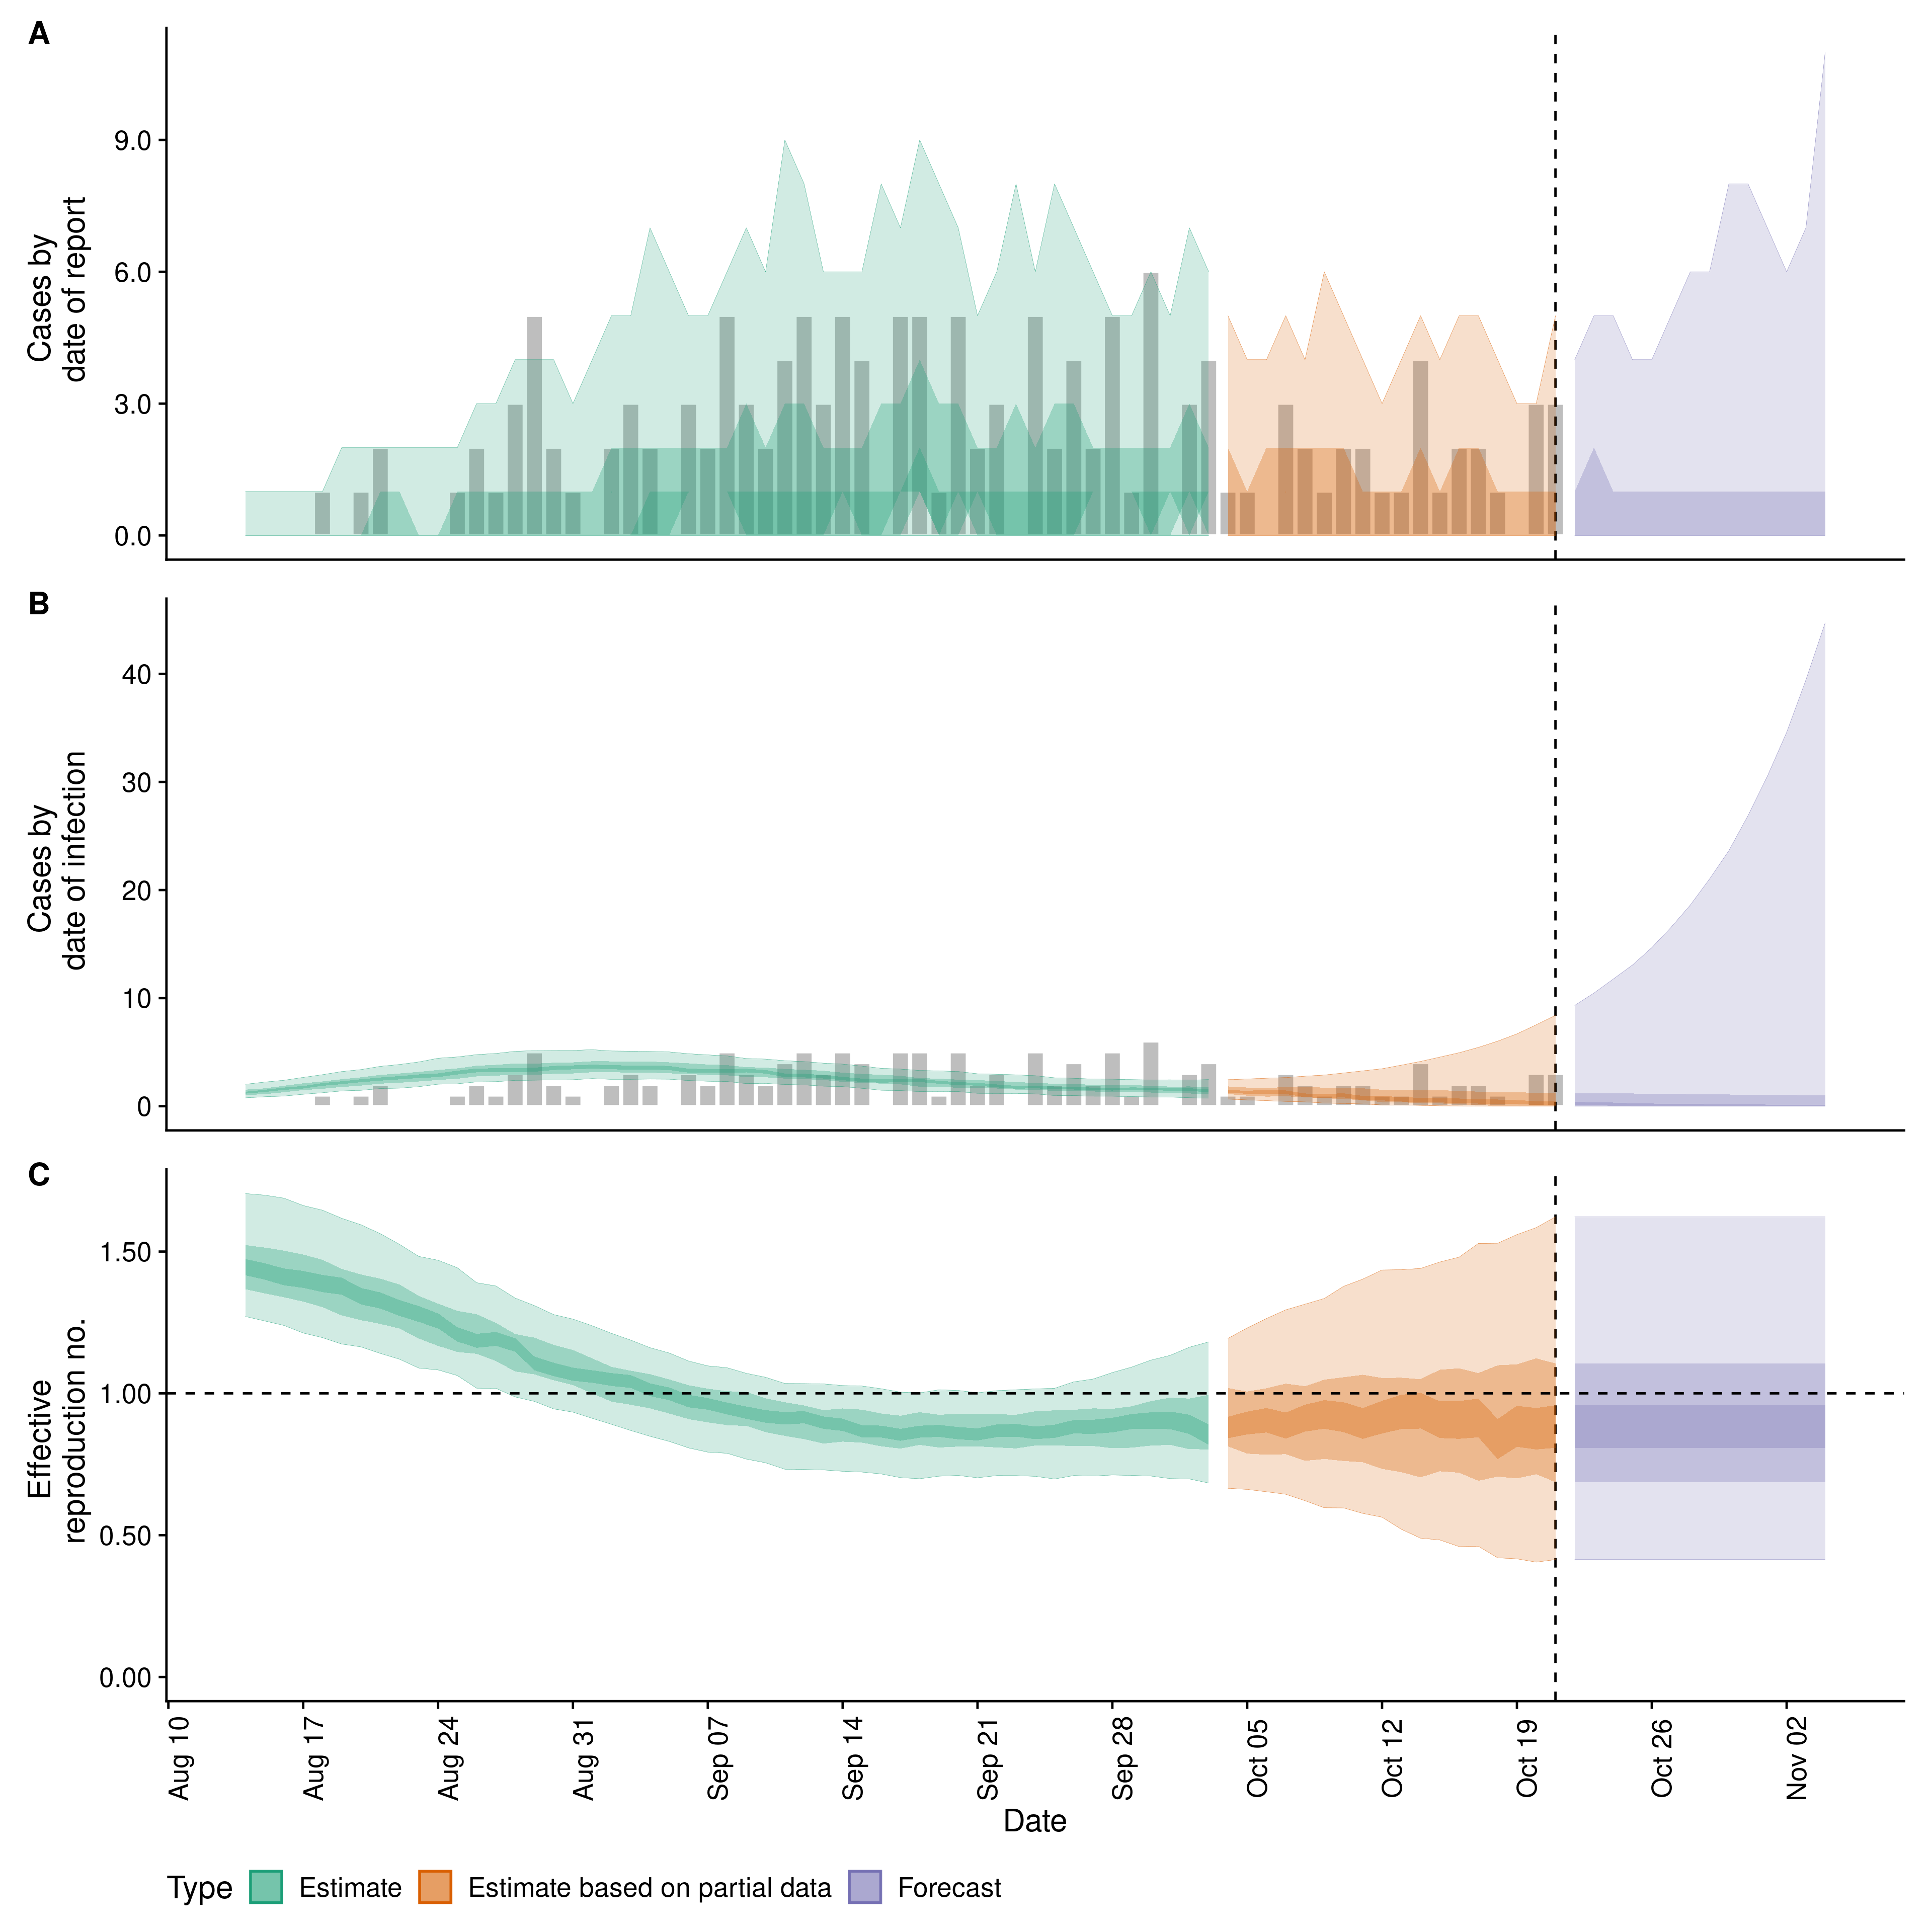 A
Cases by
date of report
9.0
6.0
3.0
0.0
B
Cases by
date of infection
40
30
20
10
0
C
Effective
reproduction no.
1.50
1.00
0.50
0.00
Aug 10
Aug 17
Aug 24
Aug 31
Sep 07
Sep 14
Sep 21
Sep 28
Oct 05
Oct 12
Oct 19
Oct 26
Nov 02
Date
Type Estimate Estimate based on partial data Forecast